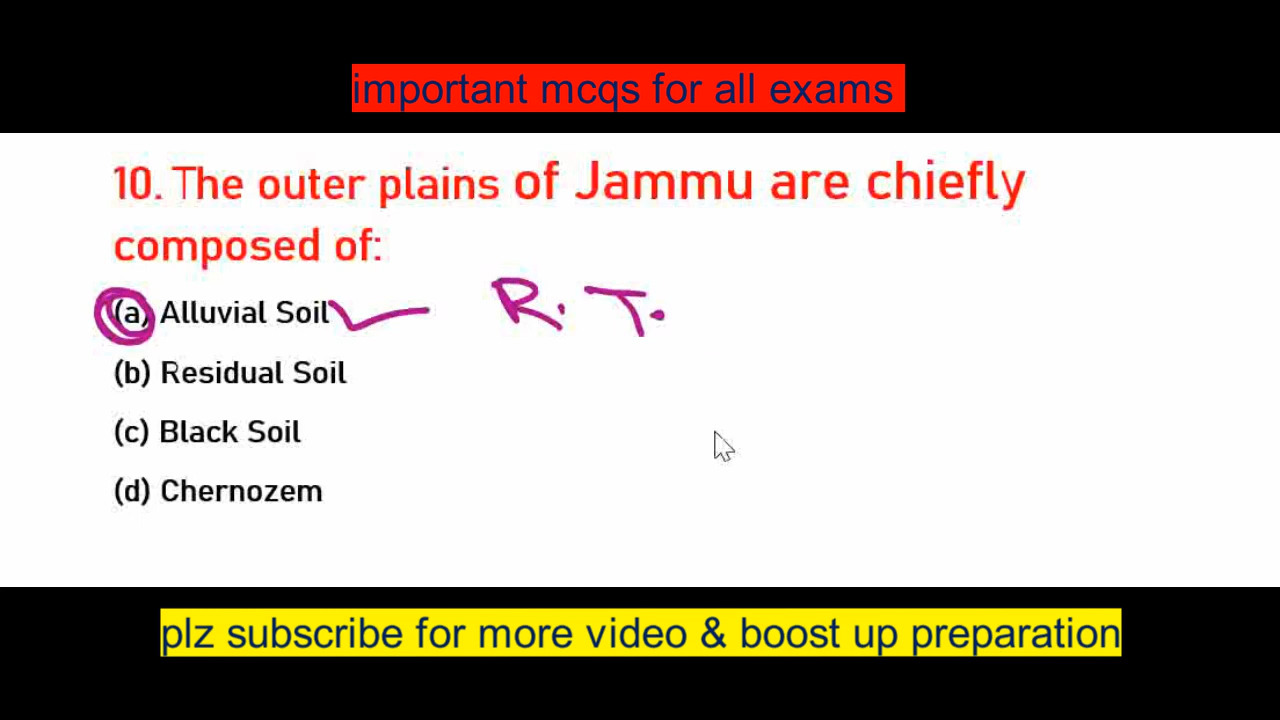 important mcqs for all exams
10. The outer plains of Jammu are chiefly
composed of:
(a) Alluvial Soil R. T.
(b) Residual Soil
(c) Black Soil
(d) Chernozem
plz subscribe for more video & boost up preparation